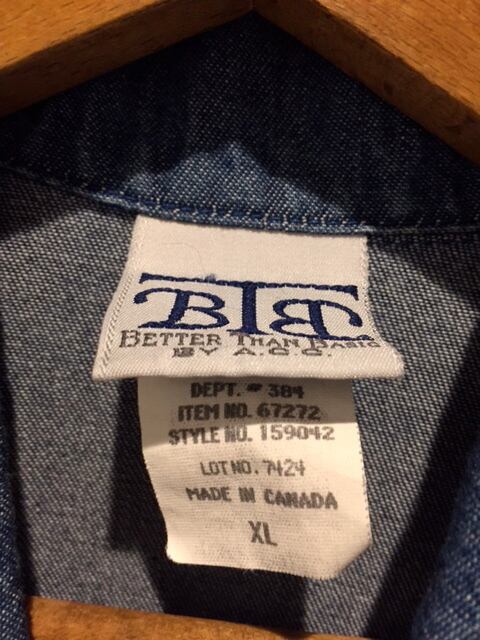 BTB
BETTER THAN BASIC
BY A.C.C.
DEPT. # 384
ITEM NO. 67272
STYLE NO. 159042
LOT NO. 7424
MADE IN CANADA
XL